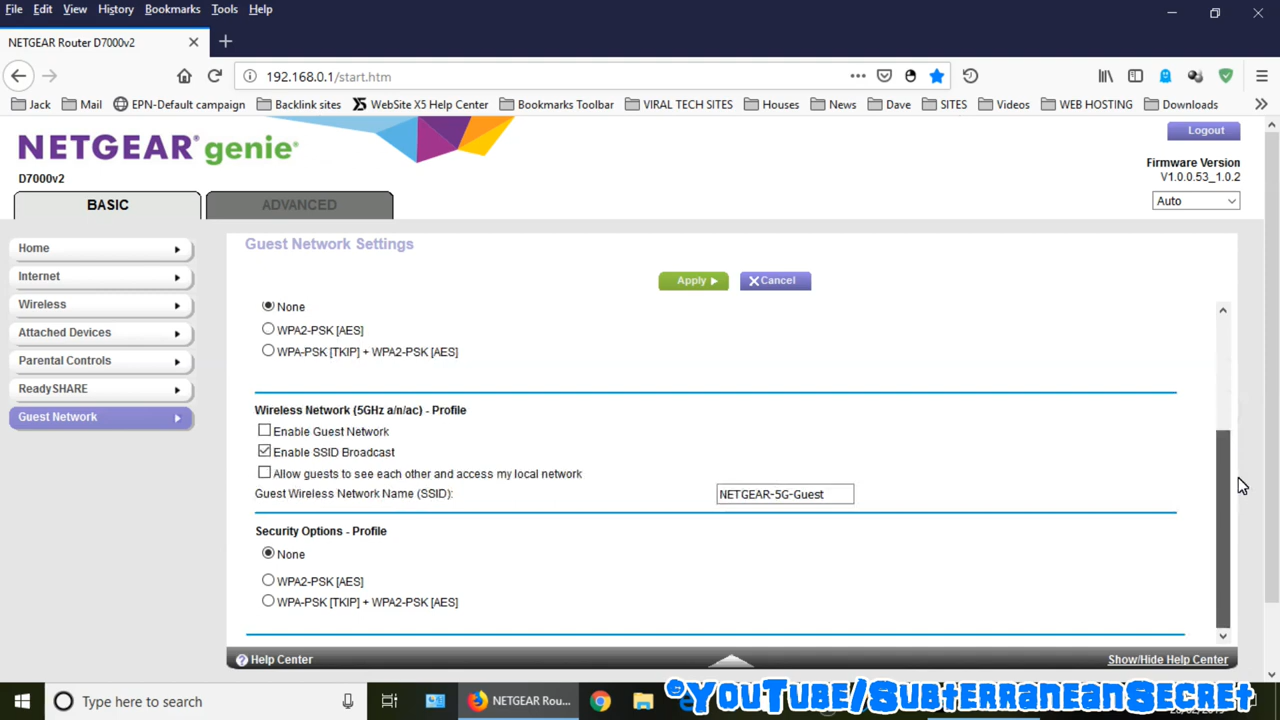 File Edit View History Bookmarks Tools Help
NETGEAR Router D7000v2
192.168.0.1/start.htm
Jack Mail EPN-Default campaign Backlink sites WebSite X5 Help Center Bookmarks Toolbar VIRAL TECH SITES Houses News Dave SITES Videos WEB HOSTING Downloads
NETGEAR® genie®
Logout
D7000v2
Firmware Version
V1.0.0.53_1.0.2
BASIC
ADVANCED
Auto
Home
Internet
Wireless
Attached Devices
Parental Controls
ReadySHARE
Guest Network
Guest Network Settings
Apply
Cancel
None
WPA2-PSK [AES]
WPA-PSK [TKIP] + WPA2-PSK [AES]
Wireless Network (5GHz a/n/ac) - Profile
Enable Guest Network
Enable SSID Broadcast
Allow guests to see each other and access my local network
Guest Wireless Network Name (SSID): NETGEAR-5G-Guest
Security Options - Profile
None
WPA2-PSK [AES]
WPA-PSK [TKIP] + WPA2-PSK [AES]
Help Center
Show/Hide Help Center
Type here to search
NETGEAR Rou...
©YouTube/SubterraneanSecret